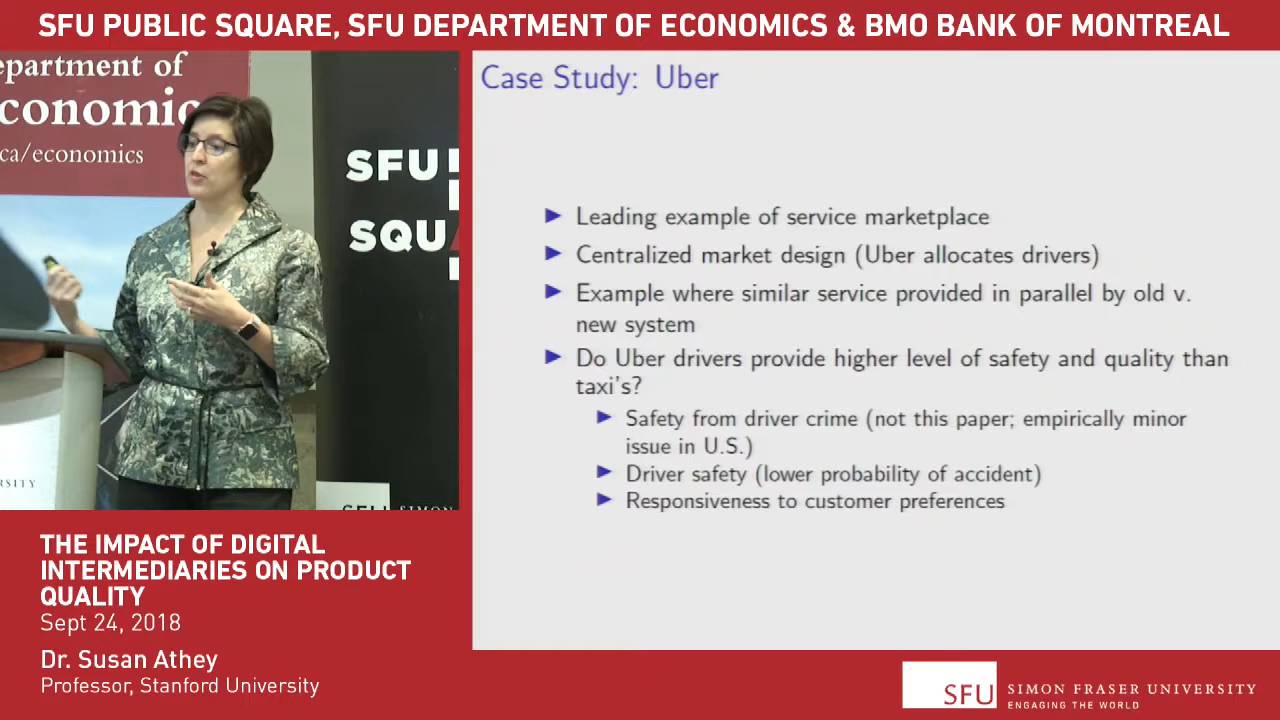 SFU PUBLIC SQUARE, SFU DEPARTMENT OF ECONOMICS & BMO BANK OF MONTREAL
epartment of
conomic
ca/economics
SFU
SQU
RSITY
SFU SIMON
Case Study: Uber
Leading example of service marketplace
Centralized market design (Uber allocates drivers)
Example where similar service provided in parallel by old v.
new system
Do Uber drivers provide higher level of safety and quality than
taxi's?
Safety from driver crime (not this paper; empirically minor
issue in U.S.)
Driver safety (lower probability of accident)
Responsiveness to customer preferences
THE IMPACT OF DIGITAL
INTERMEDIARIES ON PRODUCT
QUALITY
Sept 24, 2018
Dr. Susan Athey
Professor, Stanford University
SFU SIMON FRASER UNIVERSITY
ENGAGING THE WORLD